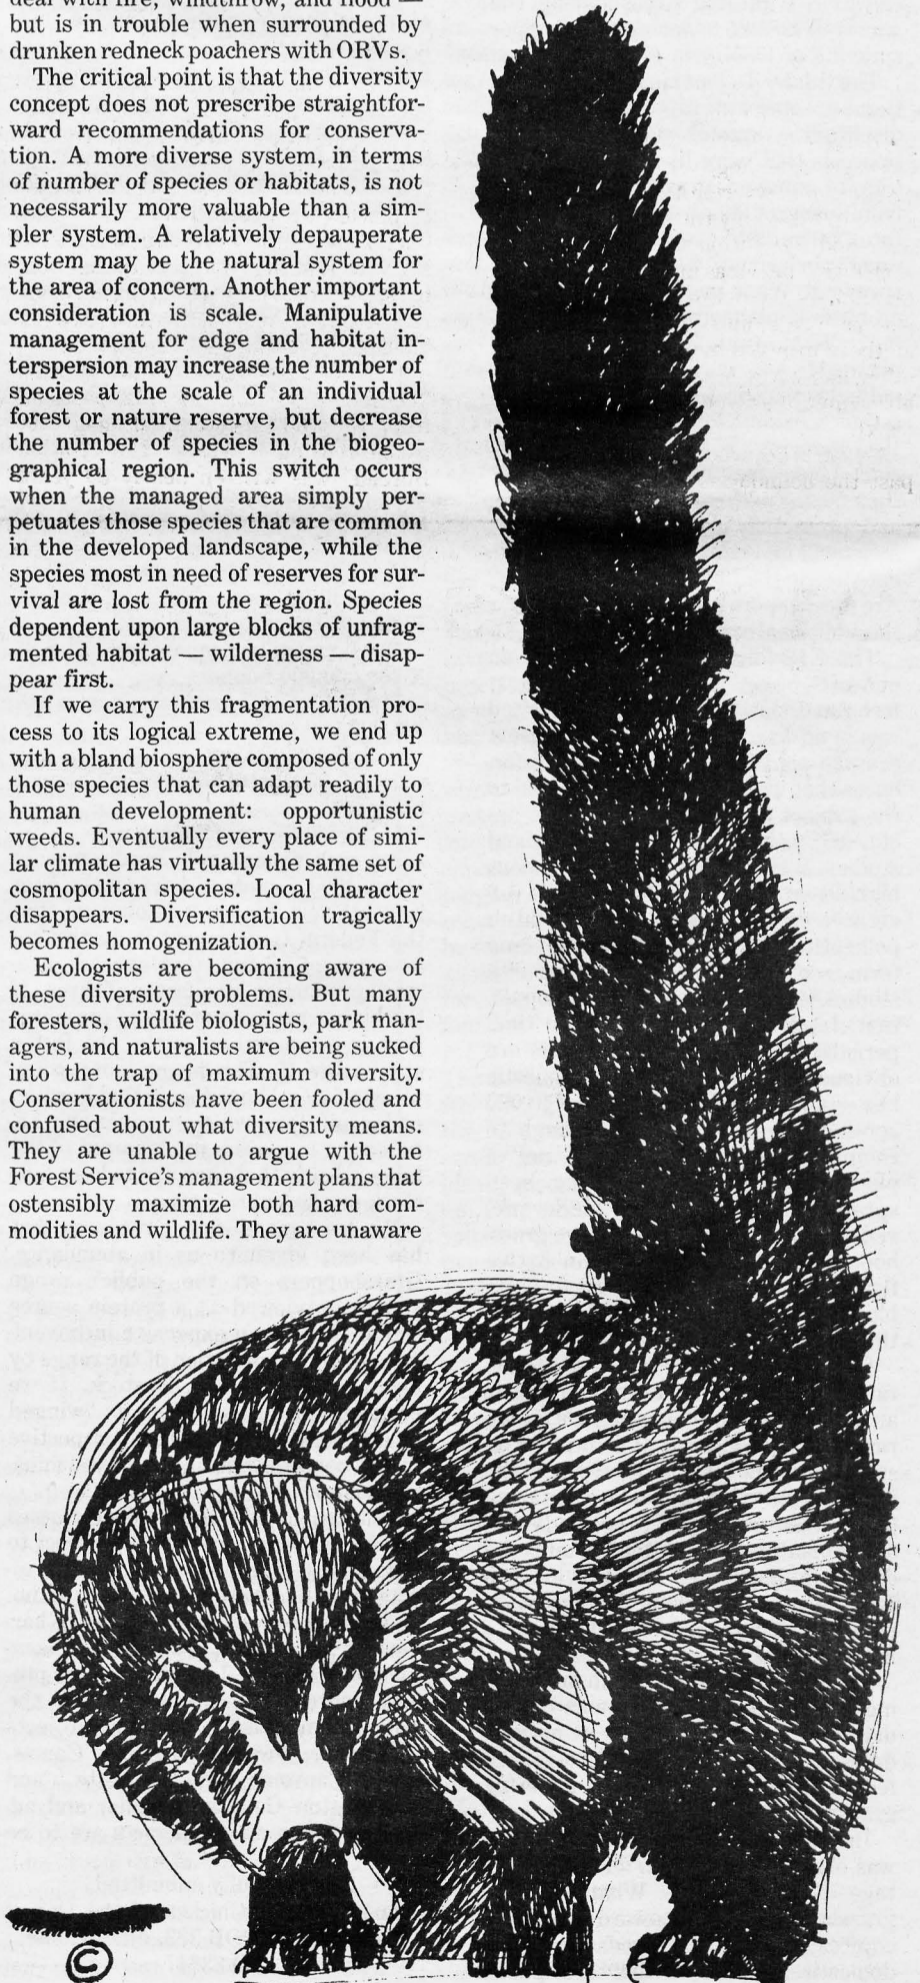 deal with fire, windthrow, and flood —
but is in trouble when surrounded by
drunken redneck poachers with ORVs.
The critical point is that the diversity
concept does not prescribe straightfor-
ward recommendations for conserva-
tion. A more diverse system, in terms
of number of species or habitats, is not
necessarily more valuable than a sim-
pler system. A relatively depauperate
system may be the natural system for
the area of concern. Another important
consideration is scale. Manipulative
management for edge and habitat in-
terspersion may increase the number of
species at the scale of an individual
forest or nature reserve, but decrease
the number of species in the biogeo-
graphical region. This switch occurs
when the managed area simply per-
petuates those species that are common
in the developed landscape, while the
species most in need of reserves for sur-
vival are lost from the region. Species
dependent upon large blocks of unfrag-
mented habitat — wilderness — disap-
pear first.
If we carry this fragmentation pro-
cess to its logical extreme, we end up
with a bland biosphere composed of only
those species that can adapt readily to
human development: opportunistic
weeds. Eventually every place of simi-
lar climate has virtually the same set of
cosmopolitan species. Local character
disappears. Diversification tragically
becomes homogenization.
Ecologists are becoming aware of
these diversity problems. But many
foresters, wildlife biologists, park man-
agers, and naturalists are being sucked
into the trap of maximum diversity.
Conservationists have been fooled and
confused about what diversity means.
They are unable to argue with the
Forest Service's management plans that
ostensibly maximize both hard com-
modities and wildlife. They are unaware
©